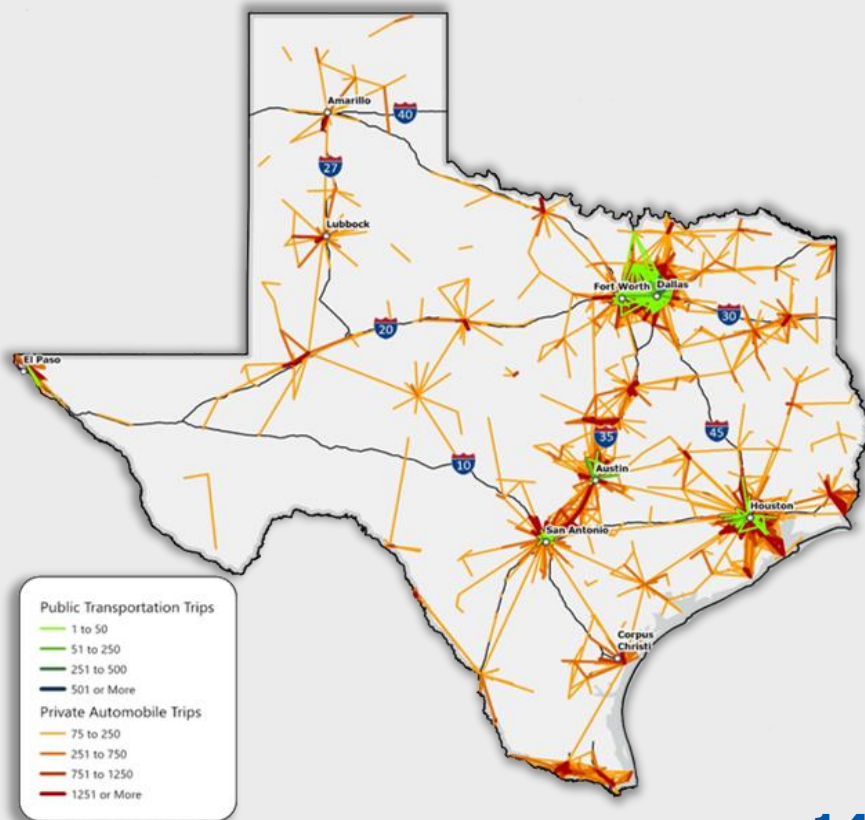 Amarillo
40
27
Lubbock
Fort Worth
Dallas
30
20
El Paso
35
45
10
Austin
Houston
San Antonio
Corpus
Christi
Public Transportation Trips
1 to 50
51 to 250
251 to 500
501 or More
Private Automobile Trips
75 to 250
251 to 750
751 to 1250
1251 or More